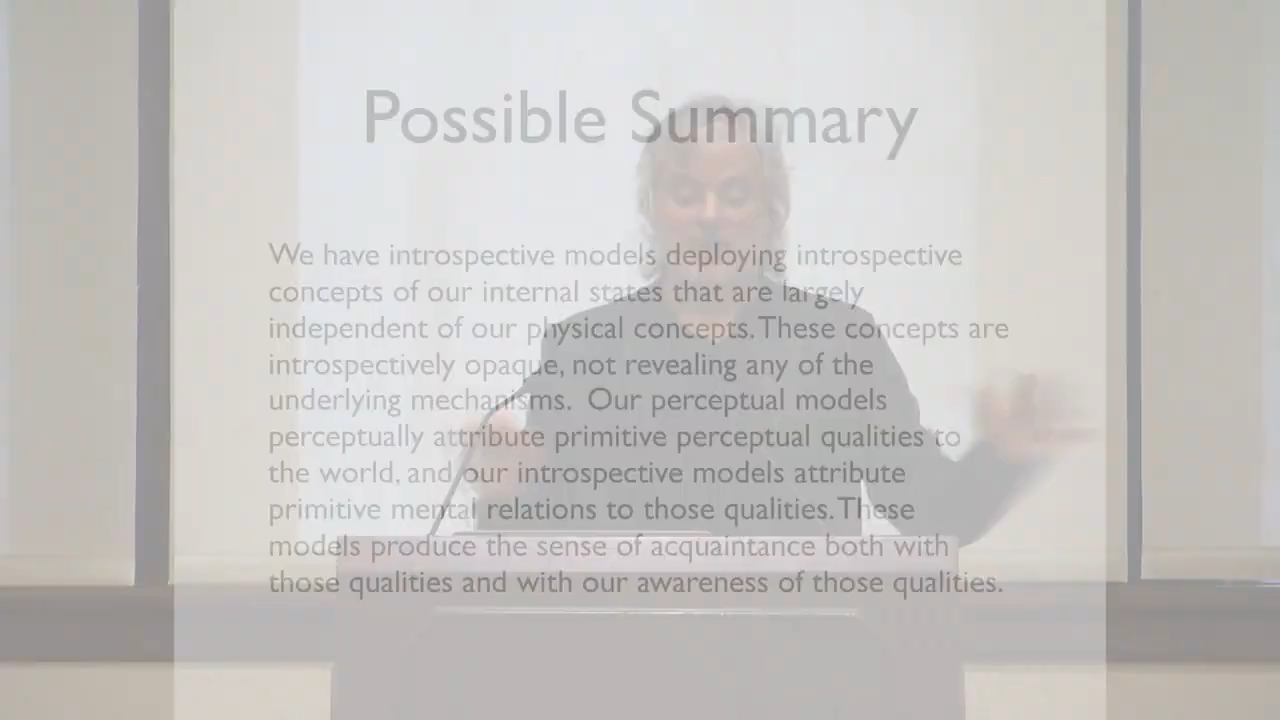 Possible Summary
We have introspective models deploying introspective
concepts of our internal states that are largely
independent of our physical concepts. These concepts are
introspectively opaque, not revealing any of the
underlying mechanisms. Our perceptual models
perceptually attribute primitive perceptual qualities to
the world, and our introspective models attribute
primitive mental relations to those qualities. These
models produce the sense of acquaintance both with
those qualities and with our awareness of those qualities.